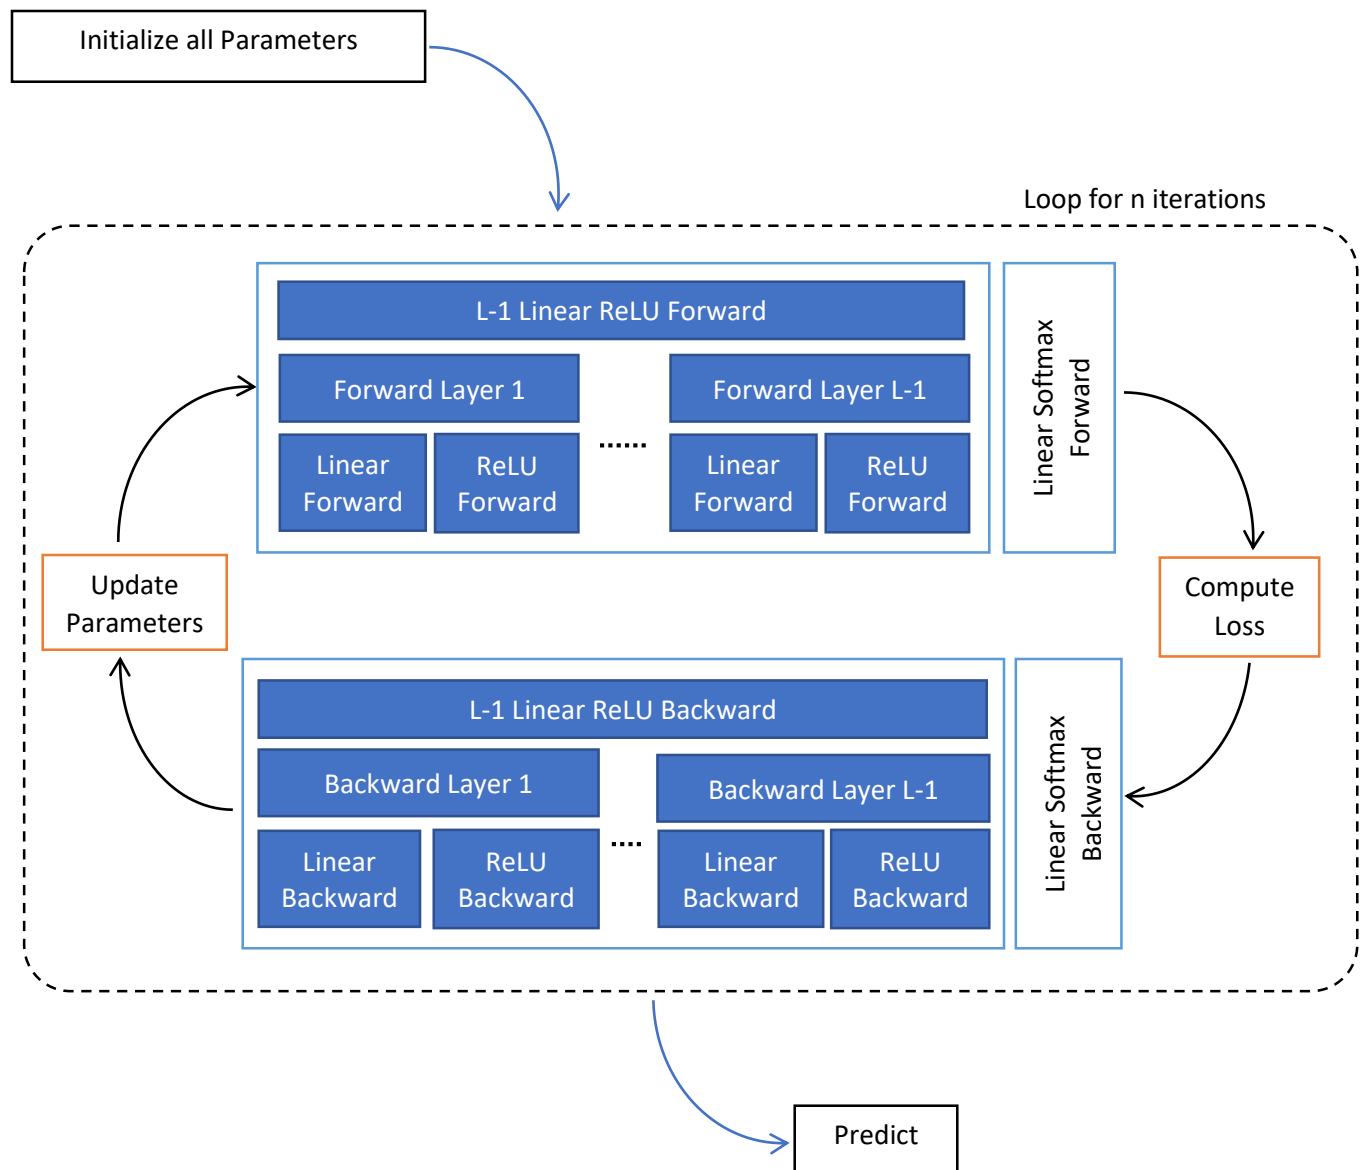 Initialize all Parameters
Loop for n iterations
L-1 Linear ReLU Forward
Forward Layer 1
Forward Layer L-1
Linear
Forward
ReLU
Forward
......
Linear
Forward
ReLU
Forward
Linear Softmax
Forward
Update
Parameters
Compute
Loss
L-1 Linear ReLU Backward
Backward Layer 1
Backward Layer L-1
Linear
Backward
ReLU
Backward
....
Linear
Backward
ReLU
Backward
Linear Softmax
Backward
Predict